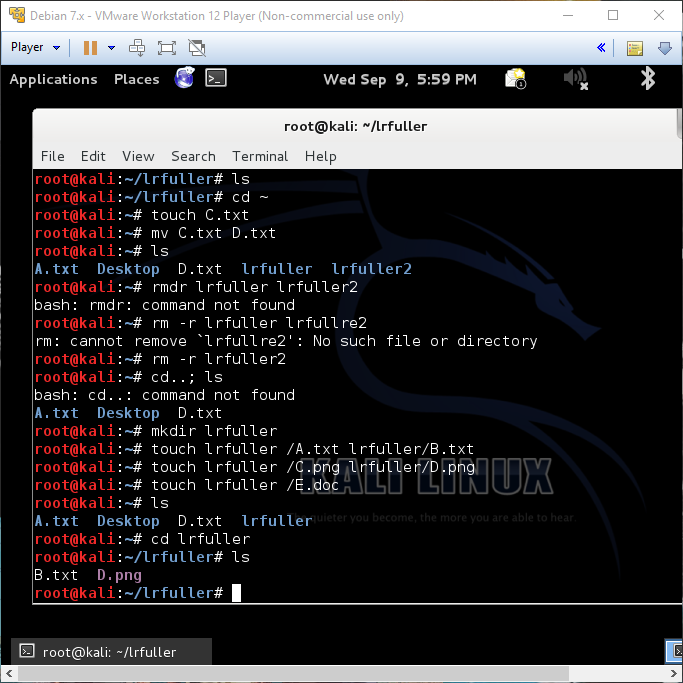 Debian 7.x - VMware Workstation 12 Player (Non-commercial use only)
Player
Applications Places Wed Sep 9, 5:59 PM 1
root@kali: ~/lrfuller
File Edit View Search Terminal Help
root@kali:~/lrfuller# ls
root@kali:~/lrfuller# cd ~
root@kali:~# touch C.txt
root@kali:~# mv C.txt D.txt
root@kali:~# ls
A.txt Desktop D.txt lrfuller lrfuller2
root@kali:~# rmdr lrfuller lrfuller2
bash: rmdr: command not found
root@kali:~# rm -r lrfuller lrfullre2
rm: cannot remove `lrfullre2': No such file or directory
root@kali:~# rm -r lrfuller2
root@kali:~# cd..; ls
bash: cd..: command not found
A.txt Desktop D.txt
root@kali:~# mkdir lrfuller
root@kali:~# touch lrfuller /A.txt lrfuller/B.txt
root@kali:~# touch lrfuller /C.png lrfuller/D.png
root@kali:~# touch lrfuller /E.doc
KALI LINUX
root@kali:~# ls
A.txt Desktop D.txt lrfuller
The quieter you become, the more you are able to hear.
root@kali:~# cd lrfuller
root@kali:~/lrfuller# ls
B.txt D.png
root@kali:~/lrfuller#
root@kali: ~/lrfuller